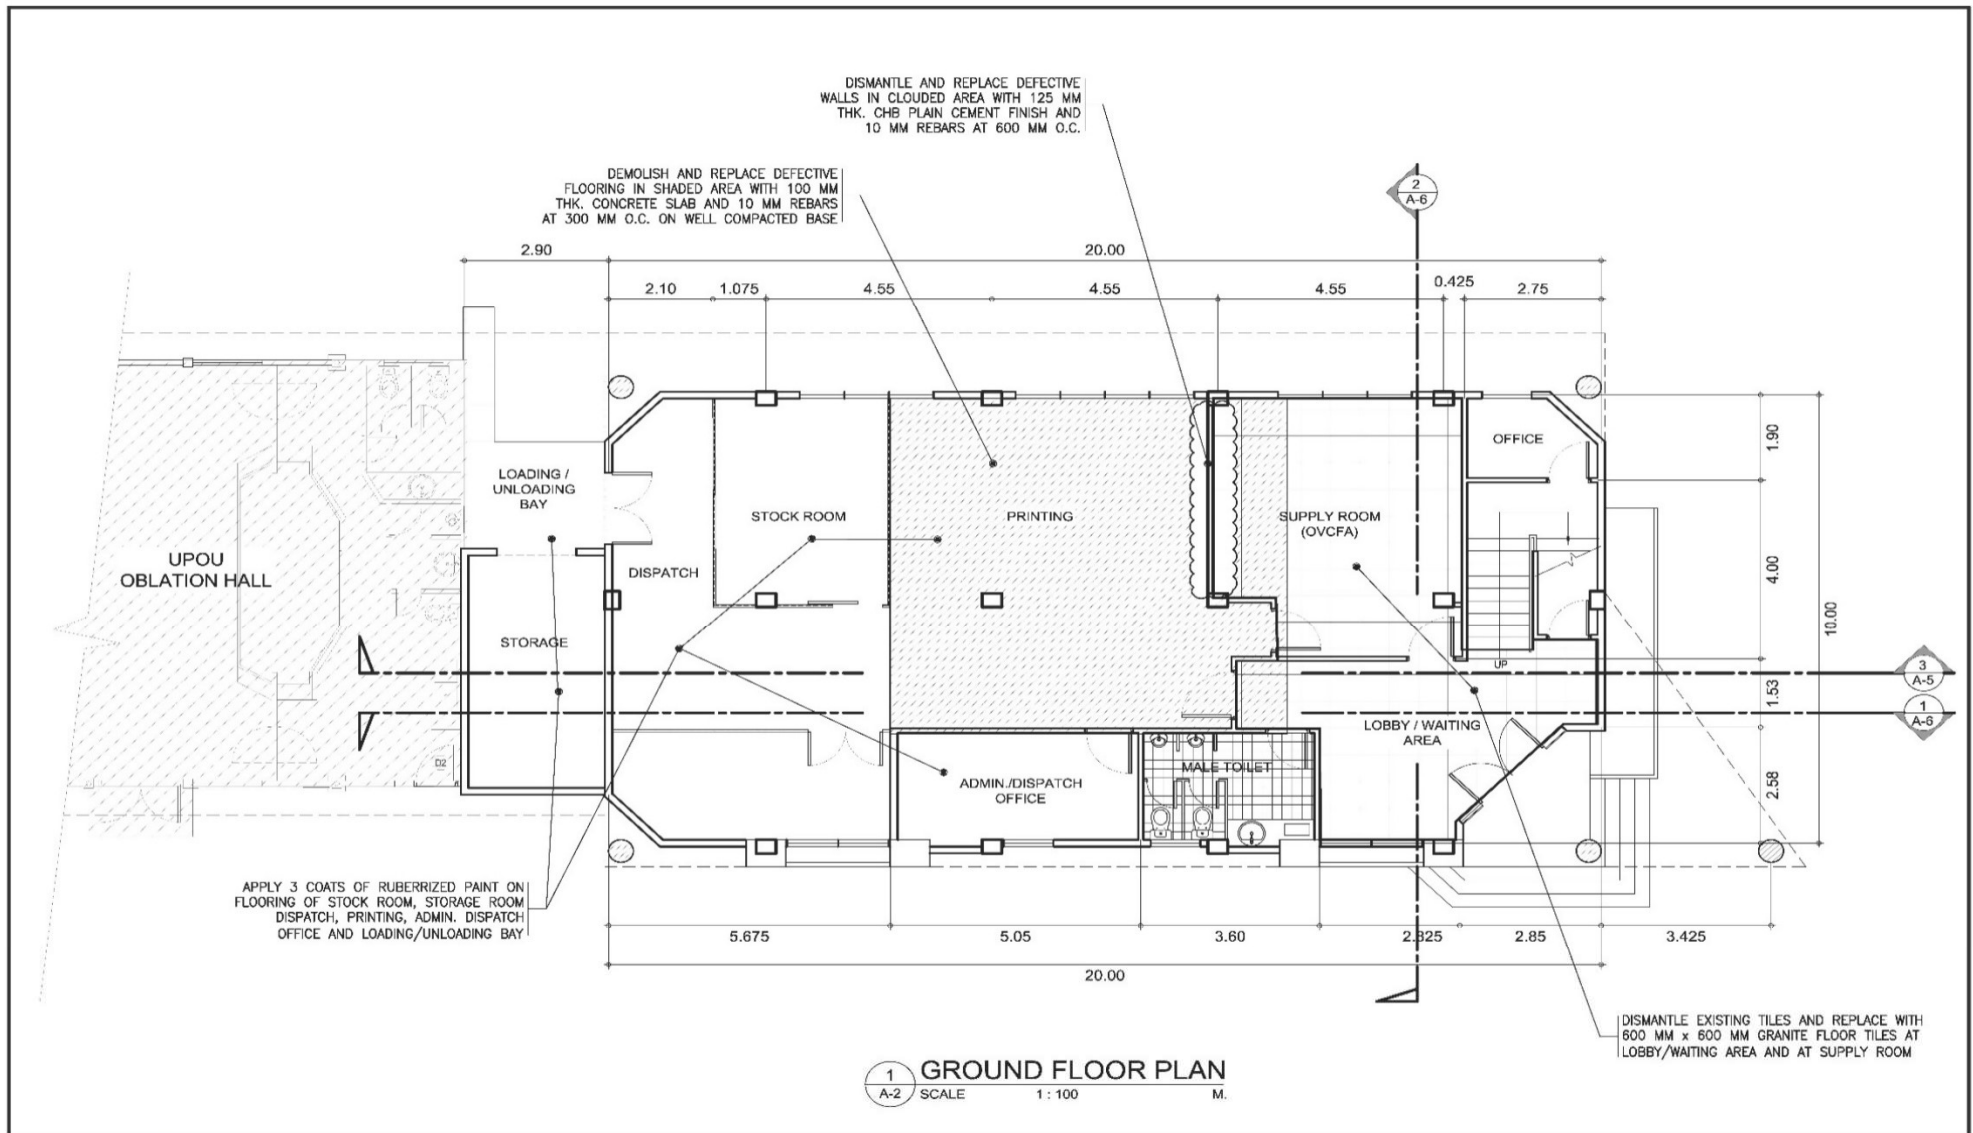 DISMANTLE AND REPLACE DEFECTIVE
WALLS IN CLOUDED AREA WITH 125 MM
THK. CHB PLAIN CEMENT FINISH AND
10 MM REBARS AT 600 MM O.C.
DEMOLISH AND REPLACE DEFECTIVE
FLOORING IN SHADED AREA WITH 100 MM
THK. CONCRETE SLAB AND 10 MM REBARS
AT 300 MM O.C. ON WELL COMPACTED BASE
2
A-6
2.90
20.00
2.10
1.075
4.55
4.55
4.55
0.425
2.75
OFFICE
1.90
LOADING /
UNLOADING
BAY
STOCK ROOM
PRINTING
SUPPLY ROOM
(OVCFA)
UPOU
OBLATION HALL
DISPATCH
4.00
10.00
STORAGE
UP
3
A-5
1.53
1
A-6
LOBBY / WAITING
AREA
D2
MALE TOILET
ADMIN./DISPATCH
OFFICE
2.58
APPLY 3 COATS OF RUBERRIZED PAINT ON
FLOORING OF STOCK ROOM, STORAGE ROOM
DISPATCH, PRINTING, ADMIN. DISPATCH
OFFICE AND LOADING/UNLOADING BAY
5.675
5.05
3.60
2.825
2.85
3.425
20.00
DISMANTLE EXISTING TILES AND REPLACE WITH
600 MM x 600 MM GRANITE FLOOR TILES AT
LOBBY/WAITING AREA AND AT SUPPLY ROOM
1
A-2
GROUND FLOOR PLAN
SCALE 1 : 100 M.